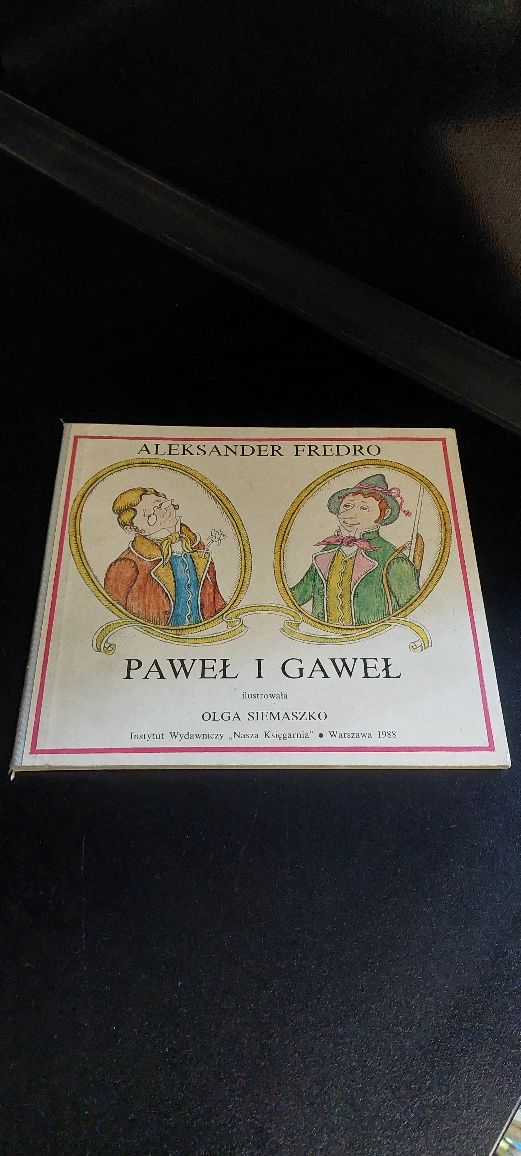 ALEKSANDER FREDRO
PAWEŁ I GAWEŁ
ilustrowała
OLGA SIEMASZKO
Instytut Wydawniczy „Nasza Księgarnia" ● Warszawa 1988